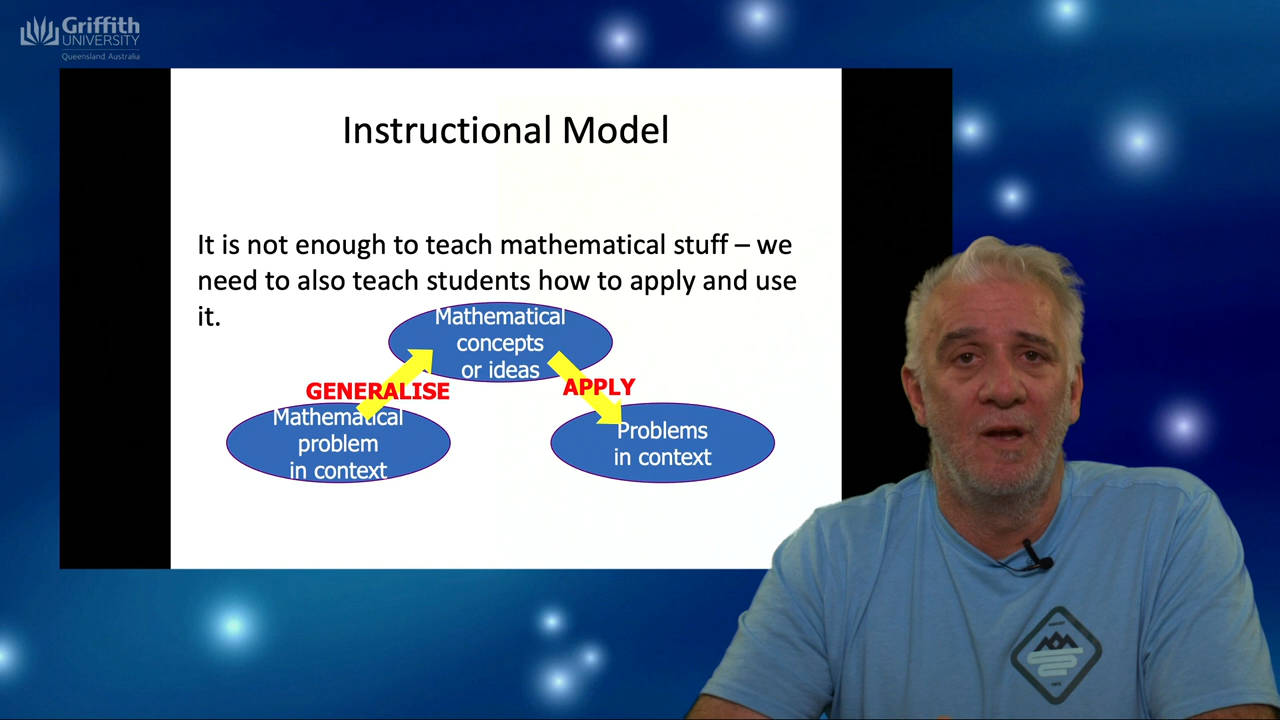 Griffith
UNIVERSITY
Queensland Australia
Instructional Model
It is not enough to teach mathematical stuff – we
need to also teach students how to apply and use
it.
Mathematical
concepts
or ideas
GENERALISE
APPLY
Mathematical
problem
in context
Problems
in context